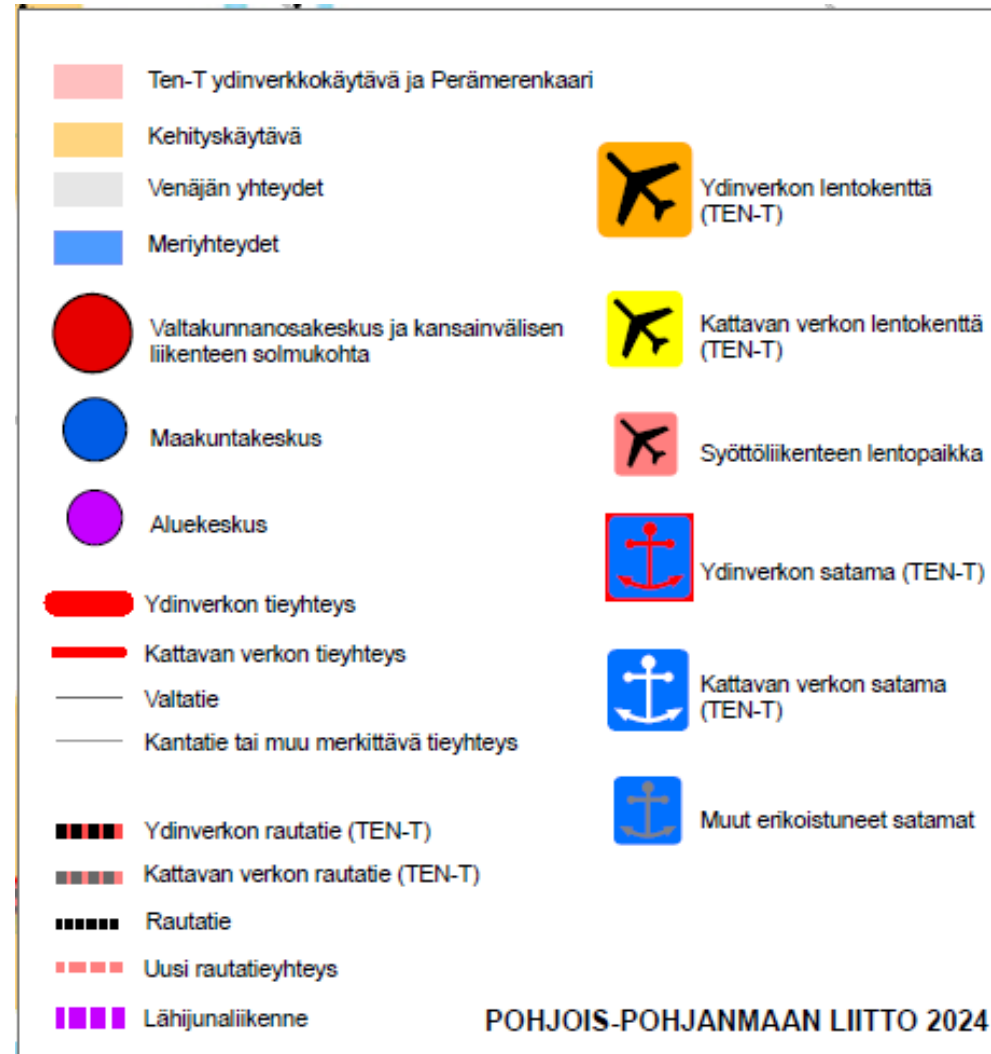 Ten-T ydinverkkokäytävä ja Perämerenkaari
Kehityskäytävä
Venäjän yhteydet
Meriyhteydet
Valtakunnanosakeskus ja kansainvälisen
liikenteen solmukohta
Maakuntakeskus
Aluekeskus
Ydinverkon tieyhteys
Kattavan verkon tieyhteys
Valtatie
Kantatie tai muu merkittävä tieyhteys
Ydinverkon rautatie (TEN-T)
Kattavan verkon rautatie (TEN-T)
Rautatie
Uusi rautatieyhteys
Lähijunaliikenne
Ydinverkon lentokenttä
(TEN-T)
Kattavan verkon lentokenttä
(TEN-T)
Syöttöliikenteen lentopaikka
Ydinverkon satama (TEN-T)
Kattavan verkon satama
(TEN-T)
Muut erikoistuneet satamat
POHJOIS-POHJANMAAN LIITTO 2024